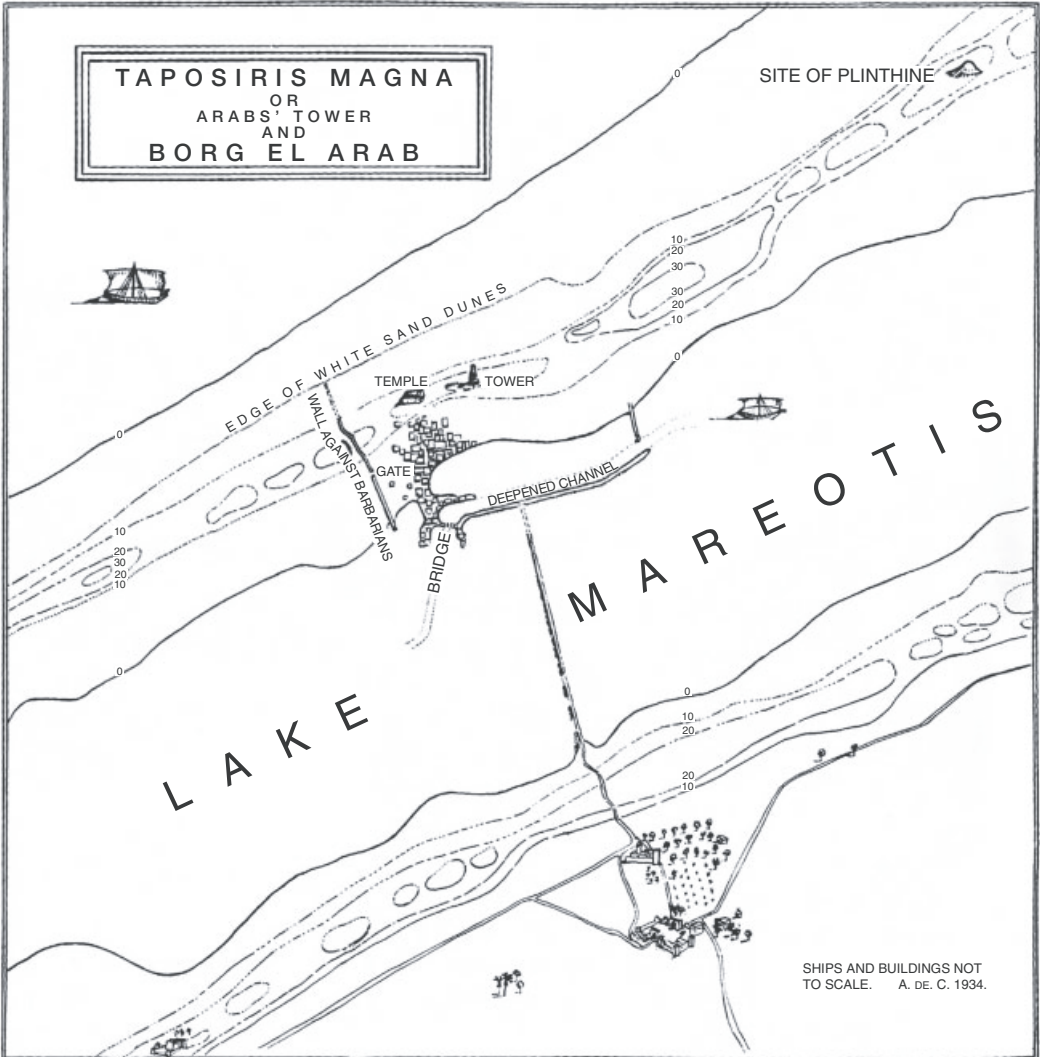 TAPOSIRIS MAGNA
OR
ARABS' TOWER
AND
BORG EL ARAB
SITE OF PLINTHINE
0
10
20
30
30
20
10
0
EDGE OF WHITE SAND DUNES
TEMPLE
TOWER
WALL AGAINST BARBARIANS
GATE
DEEPENED CHANNEL
BRIDGE
0
10
20
30
20
10
0
LAKE MAREOTIS
0
10
20
20
10
SHIPS AND BUILDINGS NOT
TO SCALE. A. DE. C. 1934.